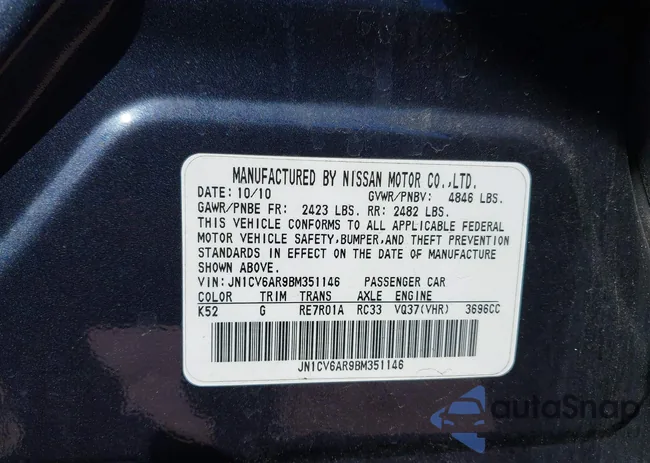 MANUFACTURED BY NISSAN MOTOR CO.,LTD.
DATE: 10/10 GVWR/PNBV: 4846 LBS.
GAWR/PNBE FR: 2423 LBS. RR: 2482 LBS.
THIS VEHICLE CONFORMS TO ALL APPLICABLE FEDERAL
MOTOR VEHICLE SAFETY,BUMPER,AND THEFT PREVENTION
STANDARDS IN EFFECT ON THE DATE OF MANUFACTURE
SHOWN ABOVE.
VIN: JN1CV6AR9BM351146 PASSENGER CAR
COLOR TRIM TRANS AXLE ENGINE
K52 G RE7R01A RC33 VQ37(VHR) 3696CC
JN1CV6AR9BM351146
autoSnap